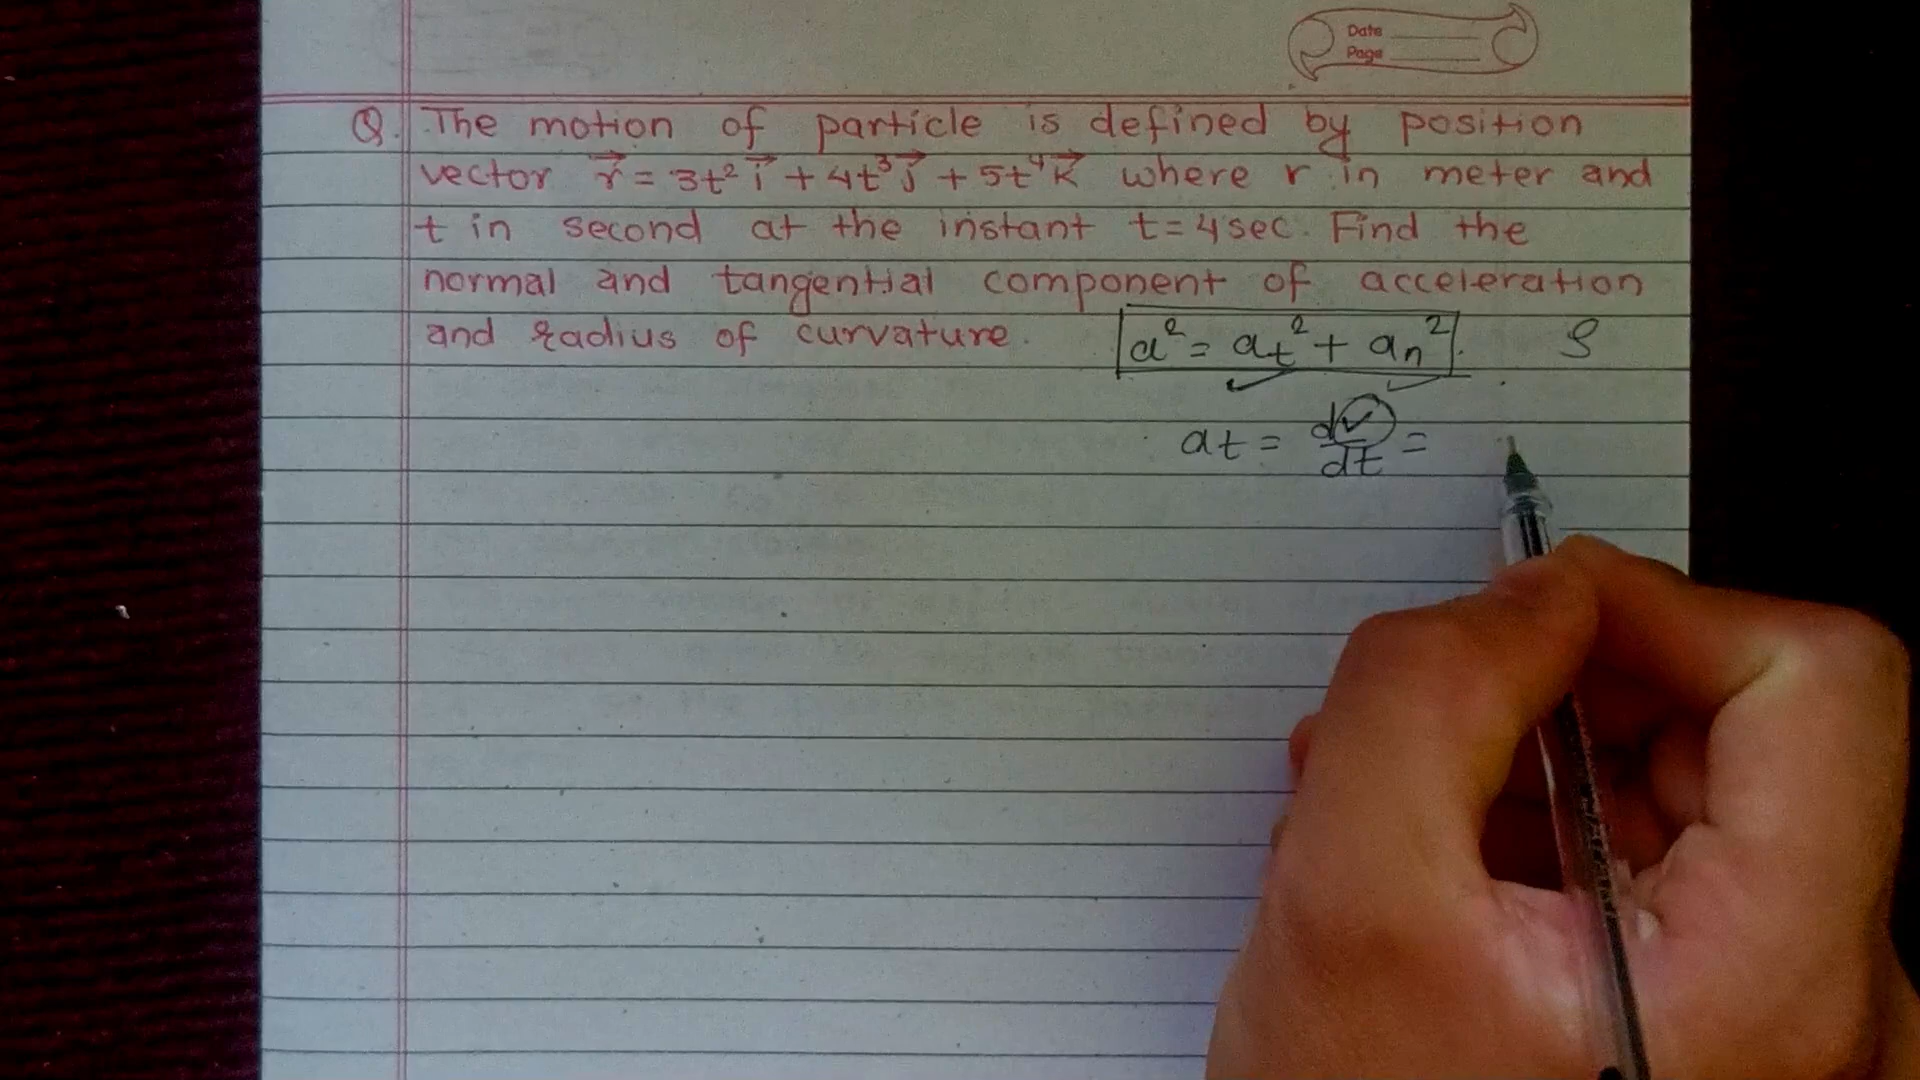 Date
Page
Q. The motion of particle is defined by position
vector r⃗ = 3t² i⃗ + 4t³ j⃗ + 5t⁴ k⃗ where r in meter and
t in second at the instant t = 4 sec. Find the
normal and tangential component of acceleration
and radius of curvature.
a² = at² + an². ρ
at = dv/dt =